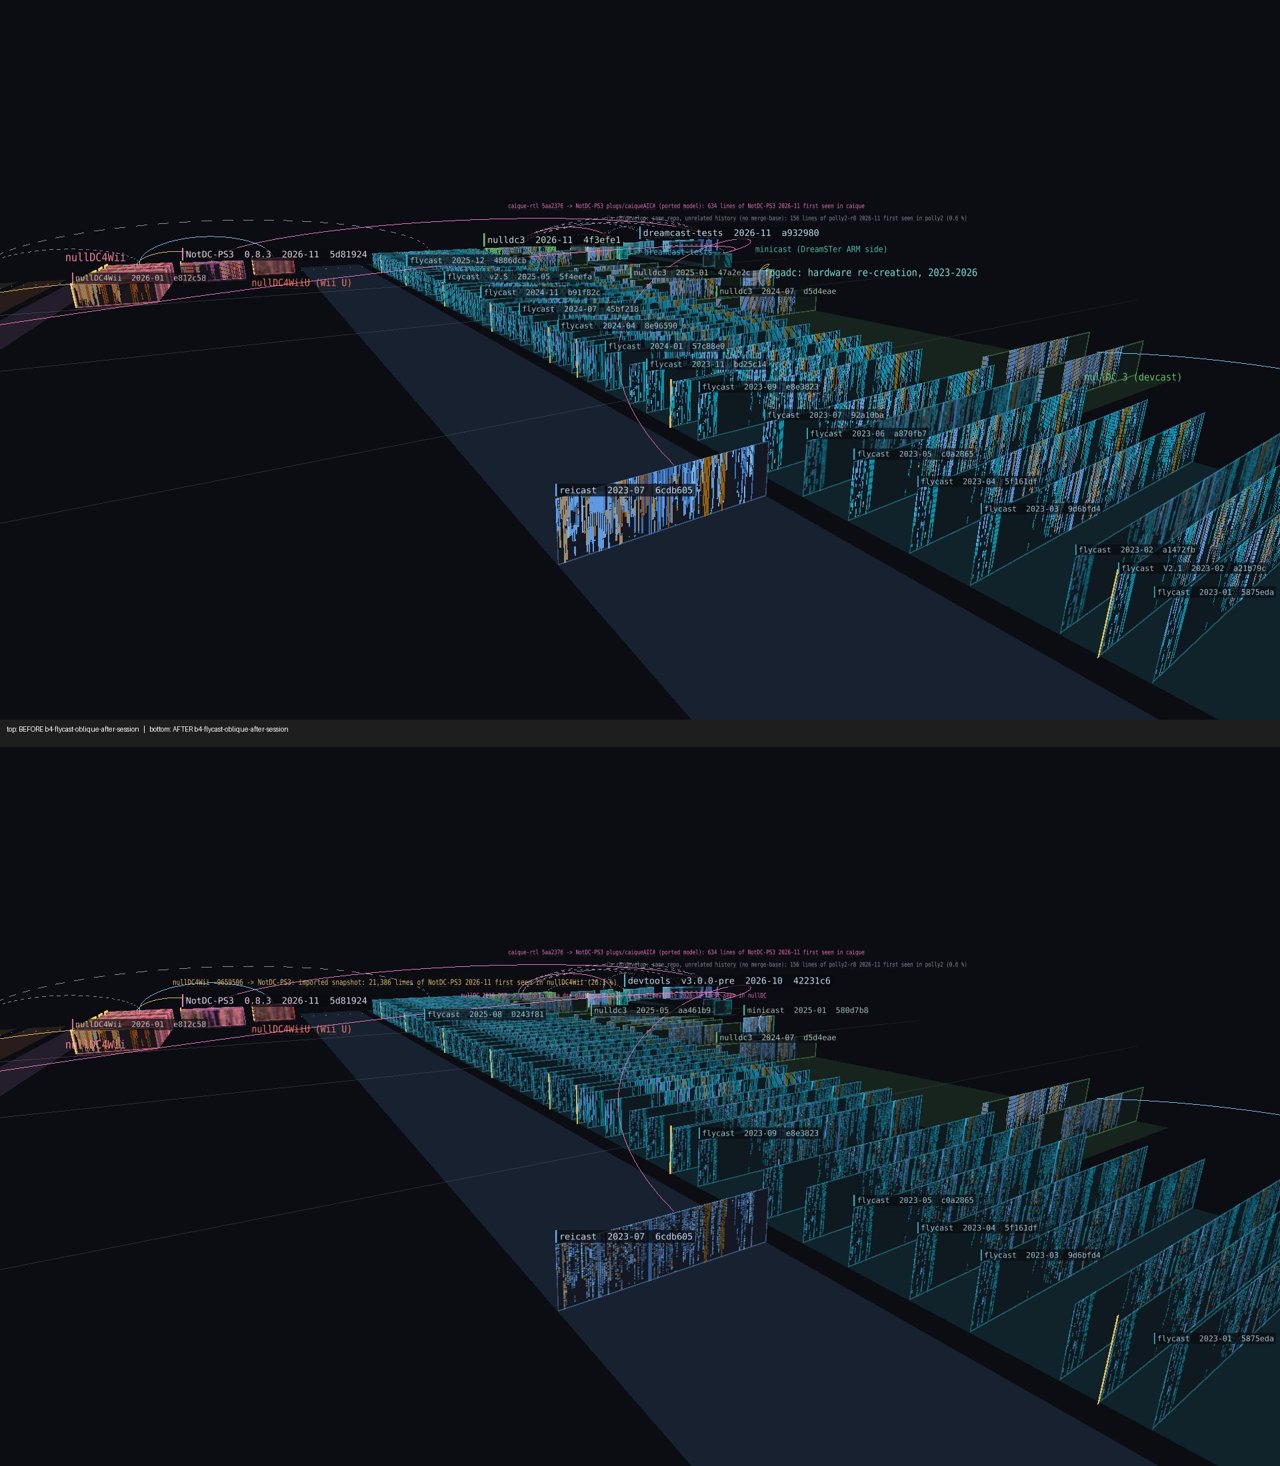 caique-rtl 5aa2376 -> NotDC-PS3 plugs/caiqueAICA (ported model): 634 lines of NotDC-PS3 2026-11 first seen in caique
same repo, unrelated history (no merge-base): 156 lines of polly2-r0 2026-11 first seen in polly2 (0.6 %)
dreamcast-tests 2026-11 a932980
nulldc3 2026-11 4f3efe1
minicast (DreamSTer ARM side)
nullDC4Wii
NotDC-PS3 0.8.3 2026-11 5d81924
flycast 2025-12 4886dcb
nulldc3 2025-01 47a2e2c
fpgadc: hardware re-creation, 2023-2026
nullDC4Wii 2026-01 e812c58
nullDC4WiiU (Wii U)
flycast v2.5 2025-05 5f4eefa
flycast 2024-11 b91f82c
nulldc3 2024-07 d5d4eae
flycast 2024-07 45bf218
flycast 2024-04 8e96590
flycast 2024-01 57c88e0
flycast 2023-11 bd25c14
nullDC 3 (devcast)
flycast 2023-09 e8e3823
flycast 2023-07 92a10ba
flycast 2023-06 a870fb7
flycast 2023-05 c0a2865
flycast 2023-04 5f161df
reicast 2023-07 6cdb605
flycast 2023-03 9d6bfd4
flycast 2023-02 a1472fb
flycast V2.1 2023-02 a21b79c
flycast 2023-01 5875eda
top: BEFORE b4-flycast-oblique-after-session | bottom: AFTER b4-flycast-oblique-after-session
caique-rtl 5aa2376 -> NotDC-PS3 plugs/caiqueAICA (ported model): 634 lines of NotDC-PS3 2026-11 first seen in caique
same repo, unrelated history (no merge-base): 156 lines of polly2-r0 2026-11 first seen in polly2 (0.6 %)
nullDC4Wii -> NotDC-PS3: imported snapshot: 21,386 lines of NotDC-PS3 2026-11 first seen in nullDC4Wii
devtools v3.0.0-pre 2026-10 42231c6
NotDC-PS3 0.8.3 2026-11 5d81924
flycast 2025-08 0243f81
nulldc3 2025-05 aa461b9
minicast 2025-01 580d7b8
nullDC4Wii 2026-01 e812c58
nullDC4WiiU (Wii U)
nulldc3 2024-07 d5d4eae
nullDC4Wii
flycast 2023-09 e8e3823
flycast 2023-05 c0a2865
flycast 2023-04 5f161df
reicast 2023-07 6cdb605
flycast 2023-03 9d6bfd4
flycast 2023-01 5875eda